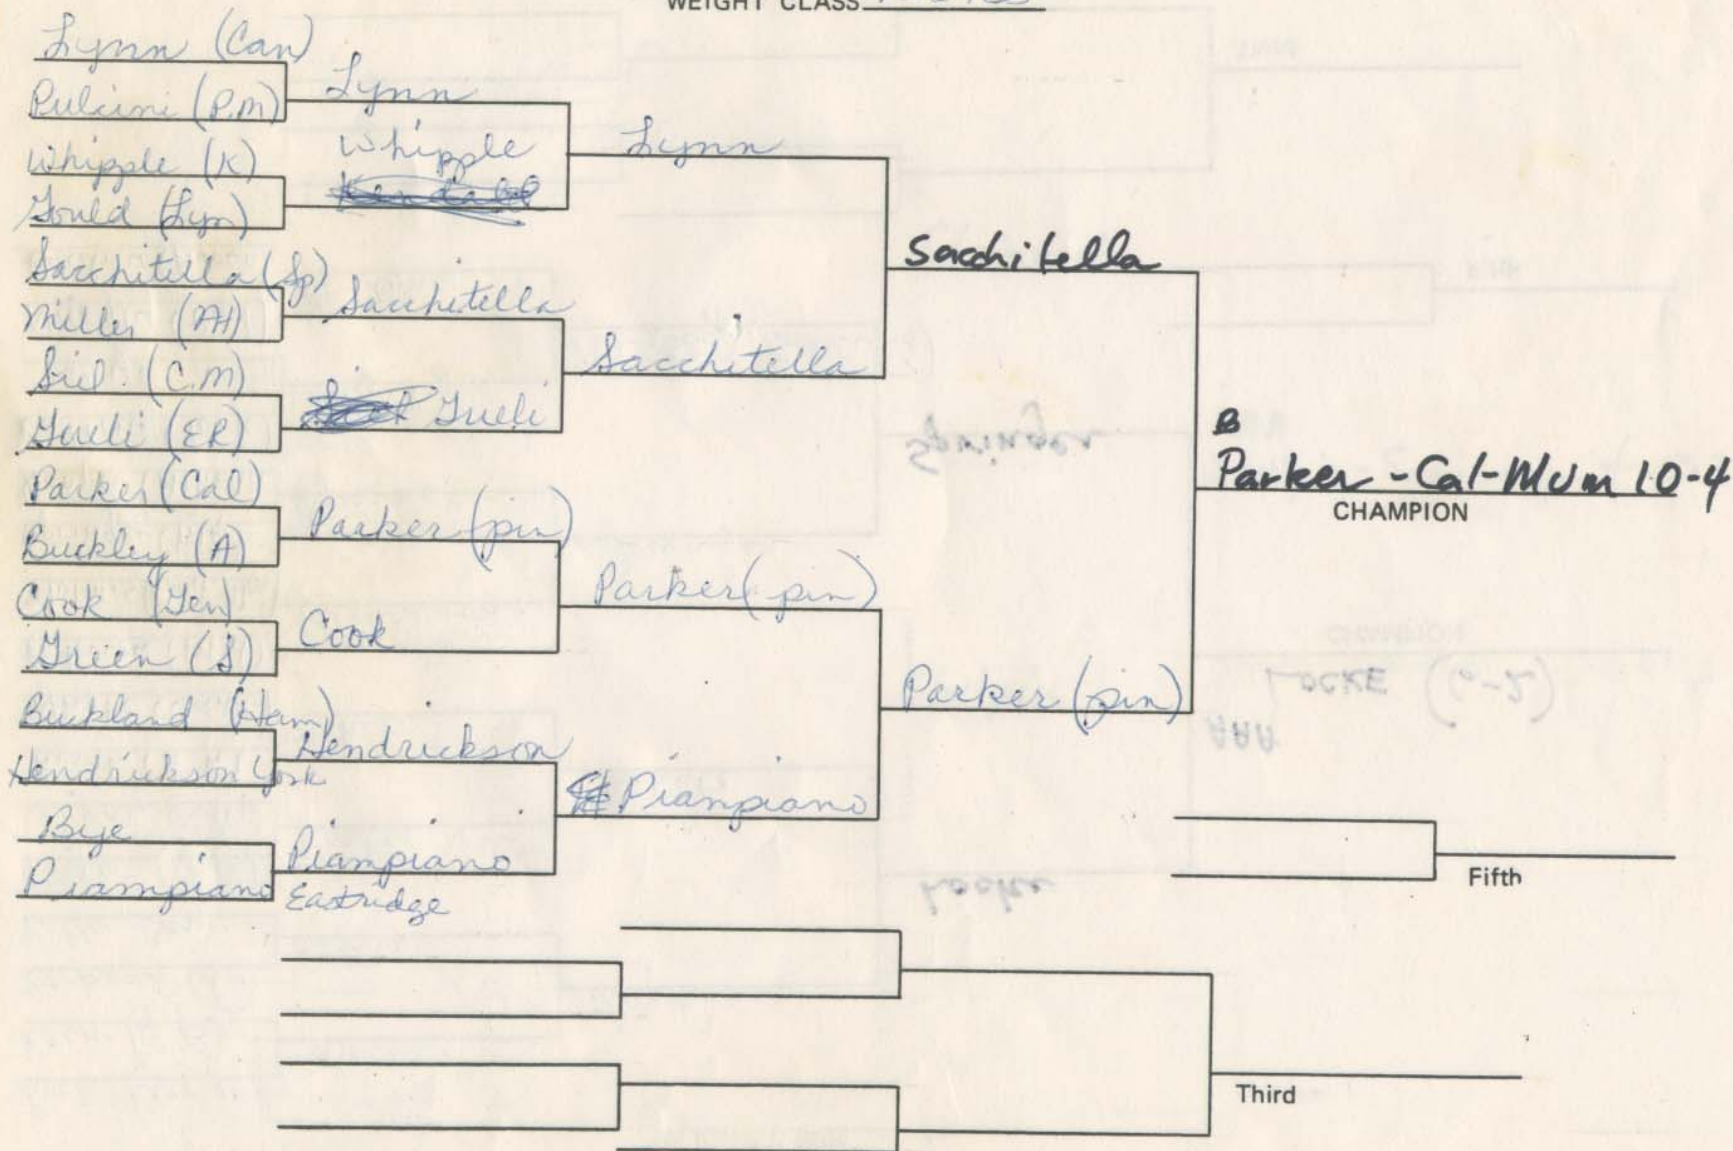 WEIGHT CLASS
Lynn (Can)
Pulcini (P.M)
Whipple (K)
Gould (Lyn)
Sacchitella (Sp)
Miller (AH)
(C.M)
Gueli (ER)
Parker (Cal)
Buckley (A)
Cook (Gen)
Green (S)
Buckland (Ham)
Hendrickson York
Bye
Piampiano
Lynn
Whipple
Sacchitella
Gueli
Parker (pin)
Cook
Hendrickson
Piampiano
Eastridge
Lynn
Sacchitella
Parker (pin)
Piampiano
Sacchitella
Parker (pin)
B
Parker - Cal-Mum 10-4
CHAMPION
Fifth
Third